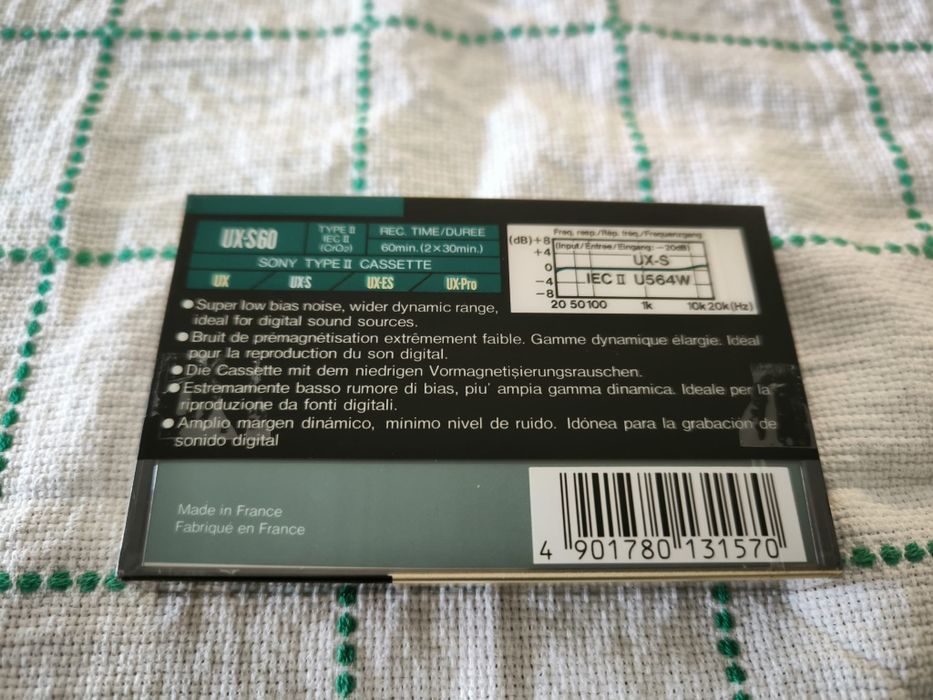 UX-S60
TYPE II
IEC II
(CrO₂)
REC. TIME/DUREE
60min. (2×30min.)
SONY TYPE II CASSETTE
UX UX-S UX-ES UX-Pro
Freq. resp./Rép. fréq./Frequenzgang
(Input/Entrée/Eingang: –20dB)
(dB)+8
+4
0
−4
−8
UX-S
IEC II U564W
20 50 100 1k 10k 20k(Hz)
●Super low bias noise, wider dynamic range,
ideal for digital sound sources.
●Bruit de prémagnétisation extrêmement faible. Gamme dynamique élargie. Idéal
pour la reproduction du son digital.
●Die Cassette mit dem niedrigen Vormagnetisierungsrauschen.
●Estremamente basso rumore di bias, piu' ampia gamma dinamica. Ideale per la
riproduzione da fonti digitali.
●Amplio márgen dinámico, mínimo nivel de ruido. Idónea para la grabación de
sonido digital
Made in France
Fabriqué en France
4 901780 131570